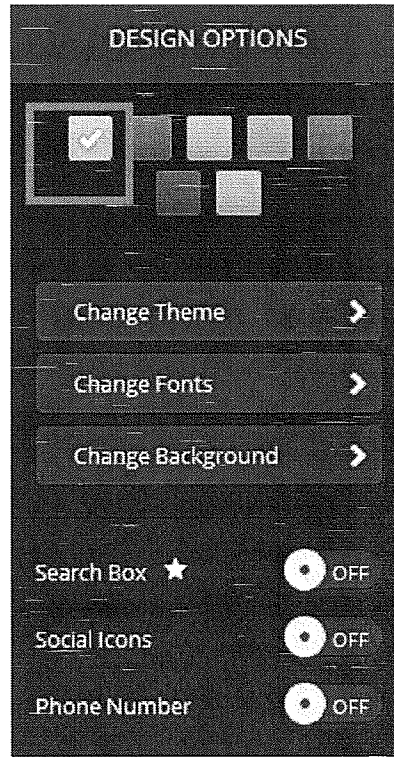 DESIGN OPTIONS
Change Theme
Change Fonts
Change Background
Search Box OFF
Social Icons OFF
Phone Number OFF